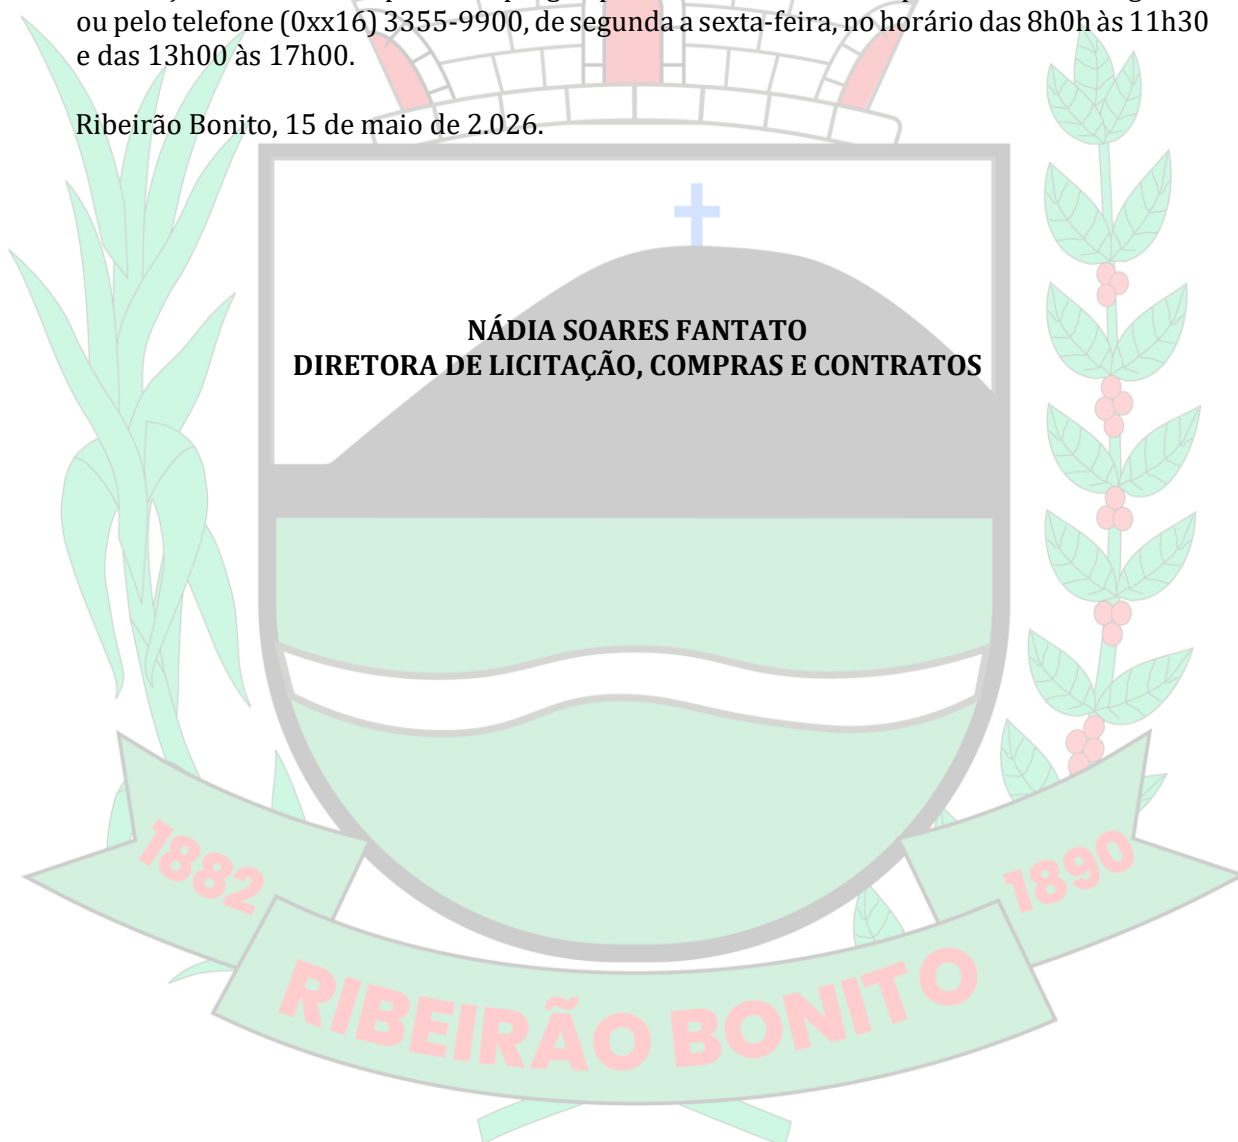 ou pelo telefone (0xx16) 3355-9900, de segunda a sexta-feira, no horário das 8h0h às 11h30
e das 13h00 às 17h00.
Ribeirão Bonito, 15 de maio de 2.026.
NÁDIA SOARES FANTATO
DIRETORA DE LICITAÇÃO, COMPRAS E CONTRATOS
1882
1890
RIBEIRÃO BONITO